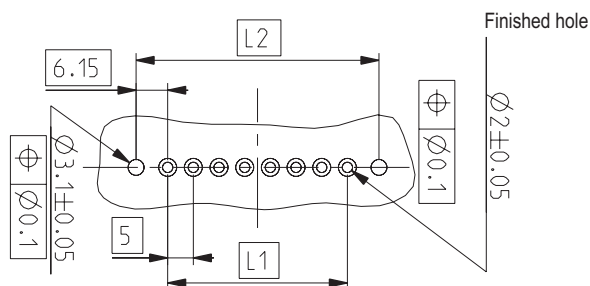 Finished hole
L2
6.15
⌖ ∅0.1
∅3.1±0.05
⌖ ∅0.1
∅2±0.05
5
L1